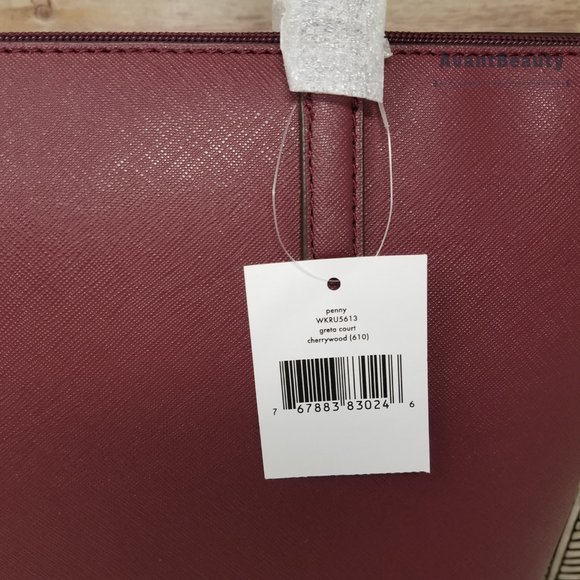 AvantBeauty
penny
WKRU5613
greta court
cherrywood (610)
7 67883 83024 6